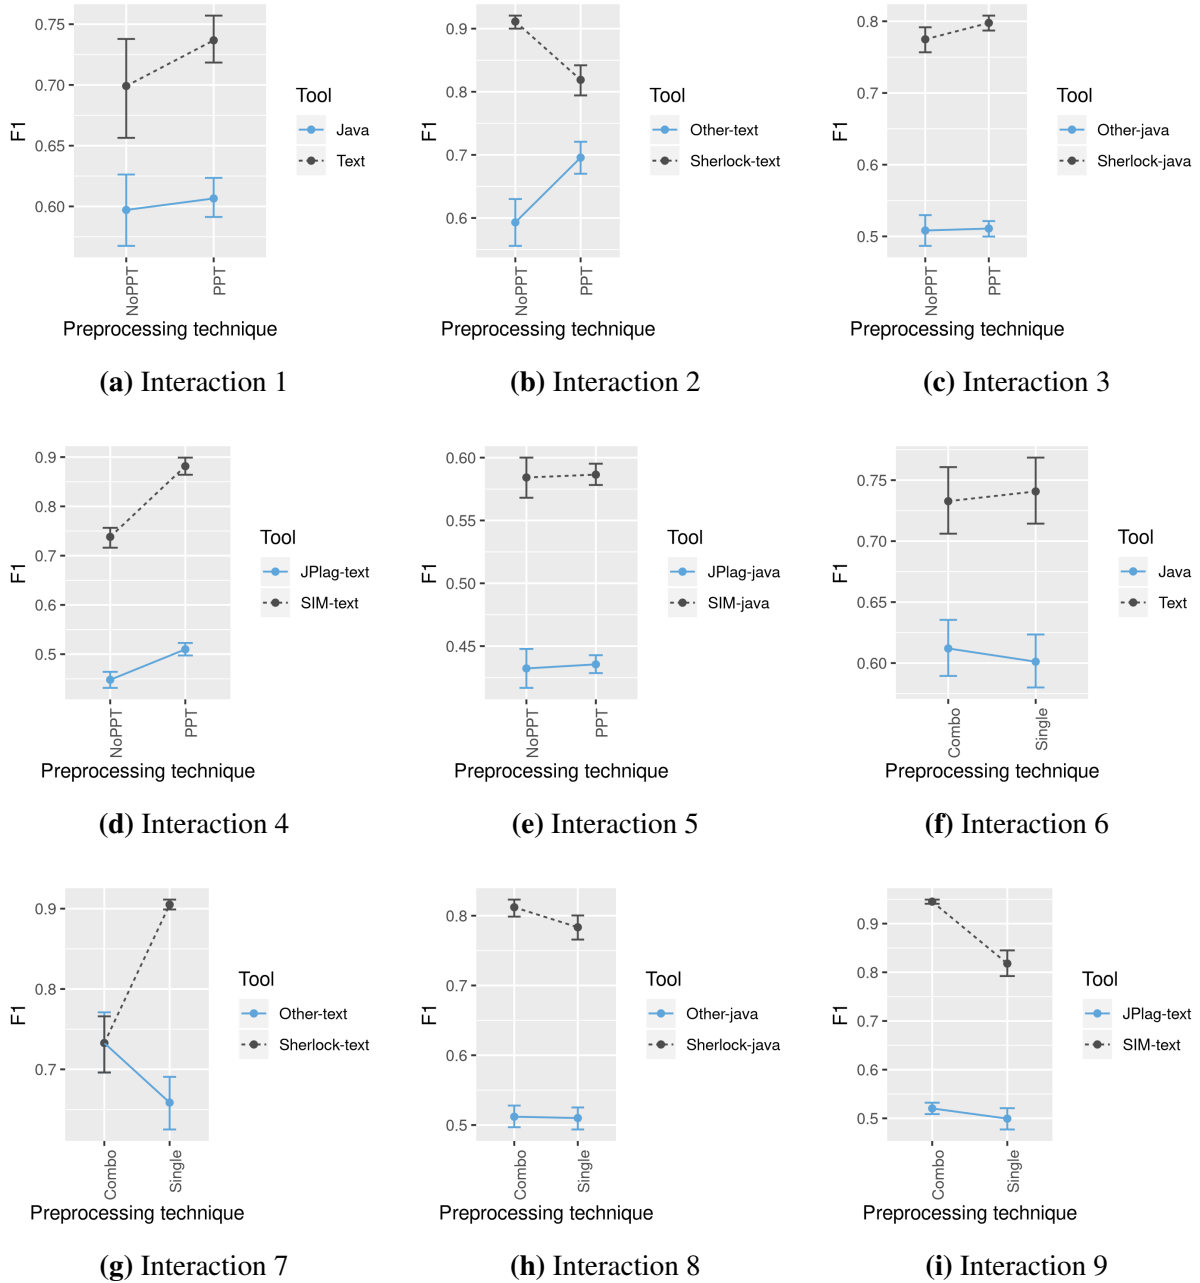 0.75
0.70
0.65
0.60
F1
NoPPT
PPT
Preprocessing technique
Tool
Java
Text
(a) Interaction 1
0.9
0.8
0.7
0.6
F1
NoPPT
PPT
Preprocessing technique
Tool
Other-text
Sherlock-text
(b) Interaction 2
0.8
0.7
0.6
0.5
F1
NoPPT
PPT
Preprocessing technique
Tool
Other-java
Sherlock-java
(c) Interaction 3
0.9
0.8
0.7
0.6
0.5
F1
NoPPT
PPT
Preprocessing technique
Tool
JPlag-text
SIM-text
(d) Interaction 4
0.60
0.55
0.50
0.45
F1
NoPPT
PPT
Preprocessing technique
Tool
JPlag-java
SIM-java
(e) Interaction 5
0.75
0.70
0.65
0.60
F1
Combo
Single
Preprocessing technique
Tool
Java
Text
(f) Interaction 6
0.9
0.8
0.7
F1
Combo
Single
Preprocessing technique
Tool
Other-text
Sherlock-text
(g) Interaction 7
0.8
0.7
0.6
0.5
F1
Combo
Single
Preprocessing technique
Tool
Other-java
Sherlock-java
(h) Interaction 8
0.9
0.8
0.7
0.6
0.5
F1
Combo
Single
Preprocessing technique
Tool
JPlag-text
SIM-text
(i) Interaction 9